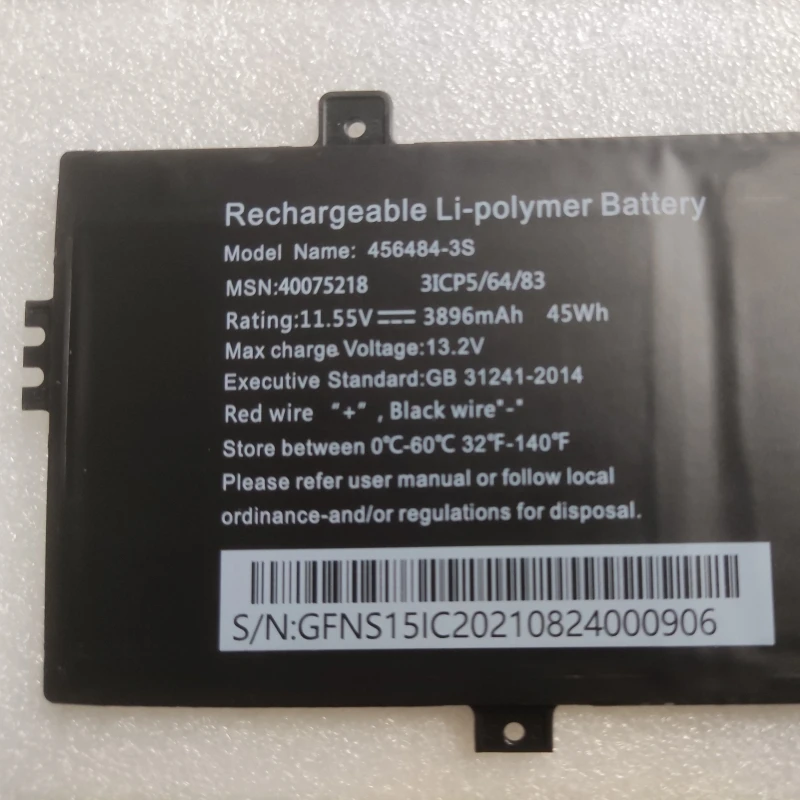 Rechargeable Li-polymer Battery
Model Name: 456484-3S
MSN:40075218 3ICP5/64/83
Rating:11.55V⎓3896mAh 45Wh
Max charge Voltage:13.2V
Executive Standard:GB 31241-2014
Red wire "+" , Black wire"-"
Store between 0℃-60℃ 32℉-140℉
Please refer user manual or follow local
ordinance-and/or regulations for disposal.
S/N:GFNS15IC20210824000906